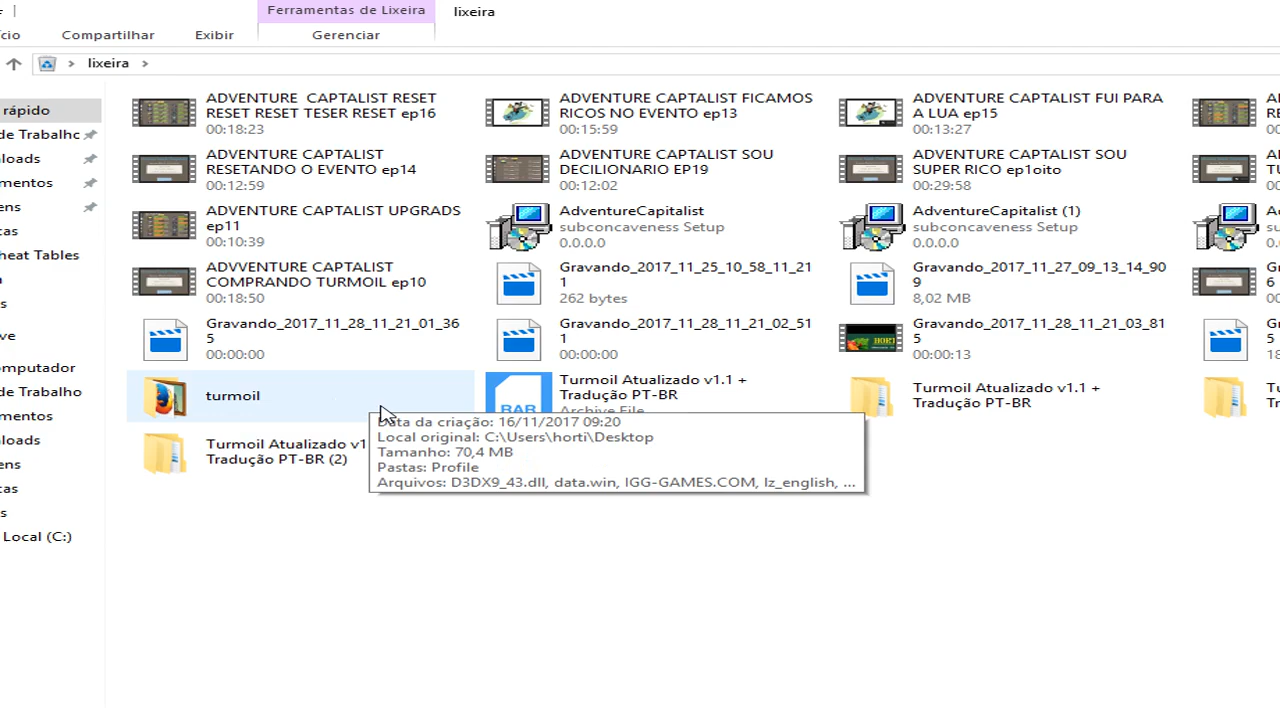 Ferramentas de Lixeira
lixeira
cio
Compartilhar
Exibir
Gerenciar
lixeira
rápido
de Trabalhc
loads
mentos
ens
cas
heat Tables
s
ve
omputador
de Trabalho
mentos
loads
ens
cas
s
Local (C:)
ADVENTURE CAPTALIST RESET
RESET RESET TESER RESET ep16
00:18:23
ADVENTURE CAPTALIST FICAMOS
RICOS NO EVENTO ep13
00:15:59
ADVENTURE CAPTALIST FUI PARA
A LUA ep15
00:13:27
ADVENTURE CAPTALIST
RESETANDO O EVENTO ep14
00:12:59
ADVENTURE CAPTALIST SOU
DECILIONARIO EP19
00:12:02
ADVENTURE CAPTALIST SOU
SUPER RICO ep1oito
00:29:58
ADVENTURE CAPTALIST UPGRADS
ep11
00:10:39
AdventureCapitalist
subconcaveness Setup
0.0.0.0
AdventureCapitalist (1)
subconcaveness Setup
0.0.0.0
ADVVENTURE CAPTALIST
COMPRANDO TURMOIL ep10
00:18:50
Gravando_2017_11_25_10_58_11_21
1
262 bytes
Gravando_2017_11_27_09_13_14_90
9
8,02 MB
Gravando_2017_11_28_11_21_01_36
5
00:00:00
Gravando_2017_11_28_11_21_02_51
1
00:00:00
Gravando_2017_11_28_11_21_03_81
5
00:00:13
turmoil
RAR
Turmoil Atualizado v1.1 +
Tradução PT-BR
Archive File
Turmoil Atualizado v1.1 +
Tradução PT-BR
Turmoil Atualizado v1
Tradução PT-BR (2)
Data da criação: 16/11/2017 09:20
Local original: C:\Users\horti\Desktop
Tamanho: 70,4 MB
Pastas: Profile
Arquivos: D3DX9_43.dll, data.win, IGG-GAMES.COM, lz_english, ...